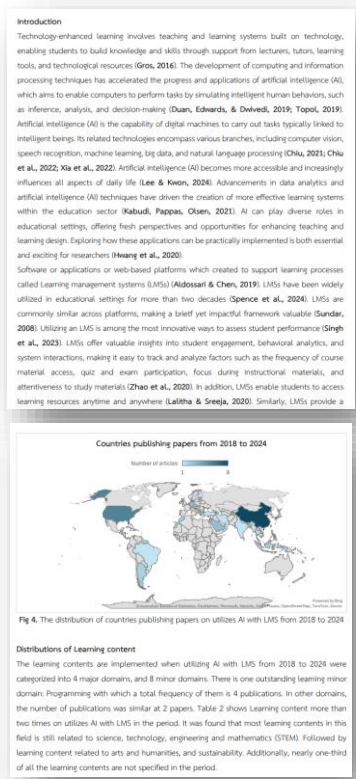 Introduction
Technology-enhanced learning involves teaching and learning systems built on technology,
enabling students to build knowledge and skills through support from lecturers, tutors, learning
tools, and technological resources (Gros, 2016). The development of computing and information
processing techniques has accelerated the progress and applications of artificial intelligence (AI),
which aims to enable computers to perform tasks by simulating intelligent human behaviors, such
as inference, analysis, and decision-making (Duan, Edwards, & Dwivedi, 2019; Topol, 2019).
Artificial intelligence (AI) is the capability of digital machines to carry out tasks typically linked to
intelligent beings. Its related technologies encompass various branches, including computer vision,
speech recognition, machine learning, big data, and natural language processing (Chiu, 2021; Chiu
et al., 2022; Xia et al., 2022). Artificial intelligence (AI) becomes more accessible and increasingly
influences all aspects of daily life (Lee & Kwon, 2024). Advancements in data analytics and
artificial intelligence (AI) techniques have driven the creation of more effective learning systems
within the education sector (Kabudi, Pappas, Olsen, 2021). AI can play diverse roles in
educational settings, offering fresh perspectives and opportunities for enhancing teaching and
learning design. Exploring how these applications can be practically implemented is both essential
and exciting for researchers (Hwang et al., 2020).
Software or applications or web-based platforms which created to support learning processes
called Learning management systems (LMS) (Aldossari & Chen, 2019). LMS have been widely
utilized in educational settings for more than two decades (Spence et al., 2024). LMSs are
commonly similar across platforms, making a brief yet impactful framework valuable (Sundar,
2008). Utilizing an LMS is among the most innovative ways to assess student performance (Singh
et al., 2023). LMSs offer valuable insights into student engagement, behavioral analytics, and
system interactions, making it easy to track and analyze factors such as the frequency of course
material access, quiz and exam participation, focus during instructional materials, and
attentiveness to study materials (Zhao et al., 2020). In addition, LMSs enable students to access
learning resources anytime and anywhere (Lalitha & Sreeja, 2020). Similarly, LMSs provide a
Countries publishing papers from 2018 to 2024
Number of articles
1 8
Powered by Bing
Fig 4. The distribution of countries publishing papers on utilizes AI with LMS from 2018 to 2024
Distributions of Learning content
The learning contents are implemented when utilizing AI with LMS from 2018 to 2024 were
categorized into 4 major domains, and 8 minor domains. There is one outstanding learning minor
domain: Programming with which a total frequency of them is 4 publications. In other domains,
the number of publications was similar at 2 papers. Table 2 shows Learning content more than
two times on utilizes AI with LMS in the period. It was found that most learning contents in this
field is still related to science, technology, engineering and mathematics (STEM). Followed by
learning content related to arts and humanities, and sustainability. Additionally, nearly one-third
of all the learning contents are not specified in the period.